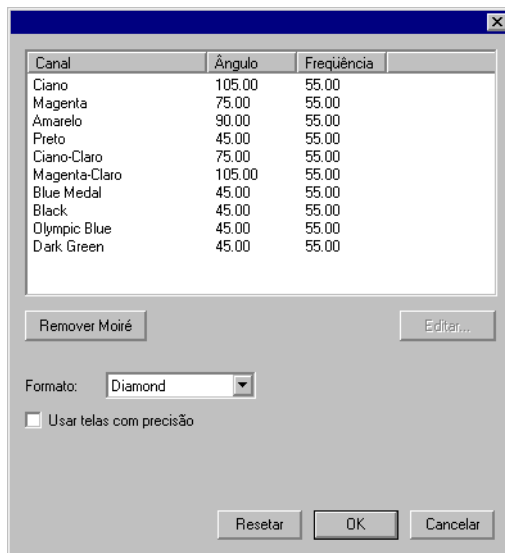 Canal Ângulo Freqüência
Ciano 105.00 55.00
Magenta 75.00 55.00
Amarelo 90.00 55.00
Preto 45.00 55.00
Ciano-Claro 75.00 55.00
Magenta-Claro 105.00 55.00
Blue Medal 45.00 55.00
Black 45.00 55.00
Olympic Blue 45.00 55.00
Dark Green 45.00 55.00
Remover Moiré Editar...
Formato: Diamond
Usar telas com precisão
Resetar OK Cancelar